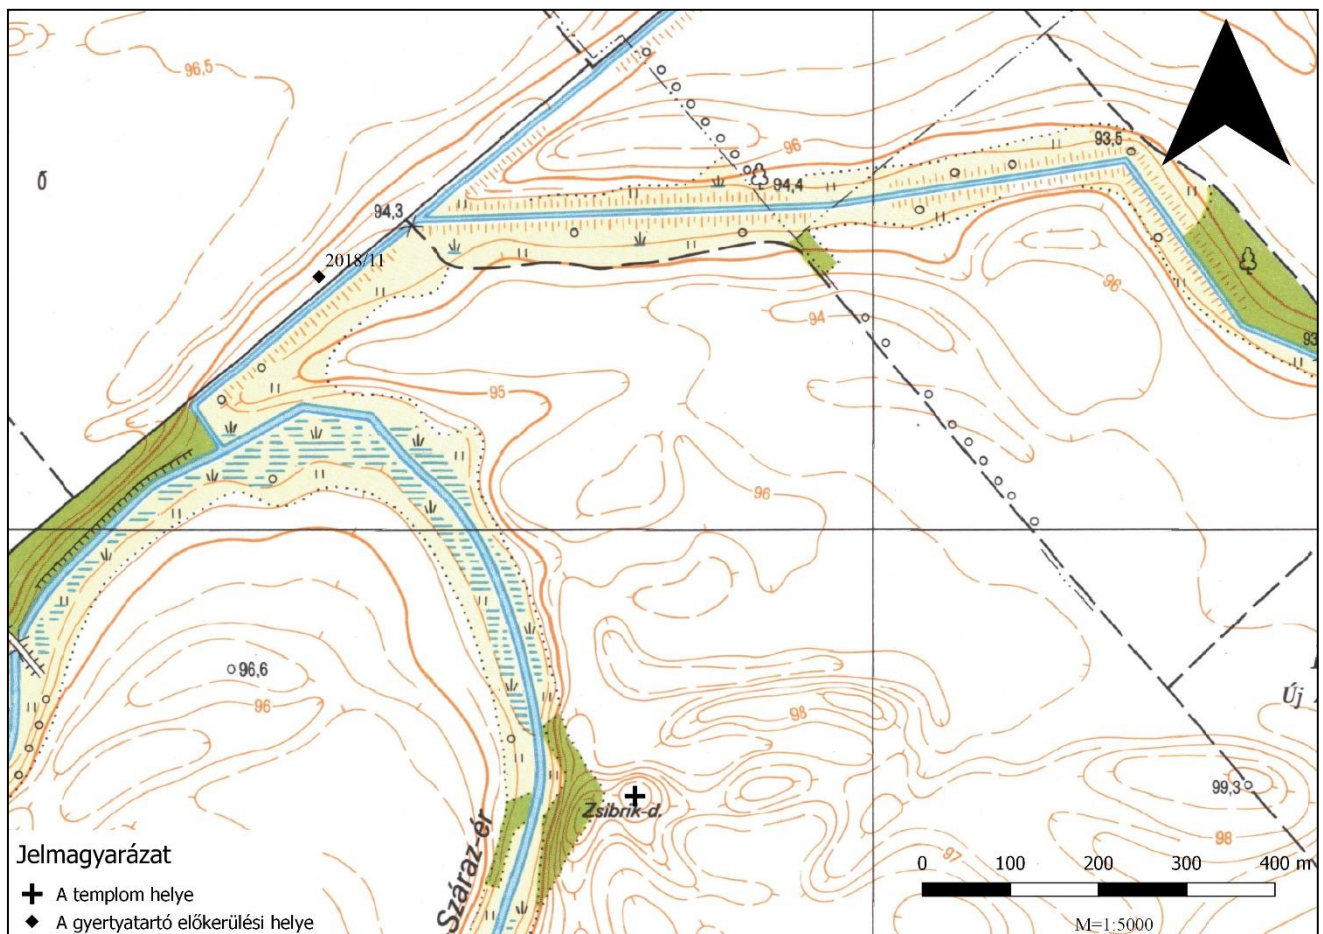 96,5
96
93,5
94,4
ő
94,3
2018/11
96
94
93
95
96
96,6
96
98
Új
99,3
Zsibrik-d.
98
97
Száraz-ér
Jelmagyarázat
A templom helye
A gyertyatartó előkerülési helye
0 100 200 300 400 m
M=1:5000